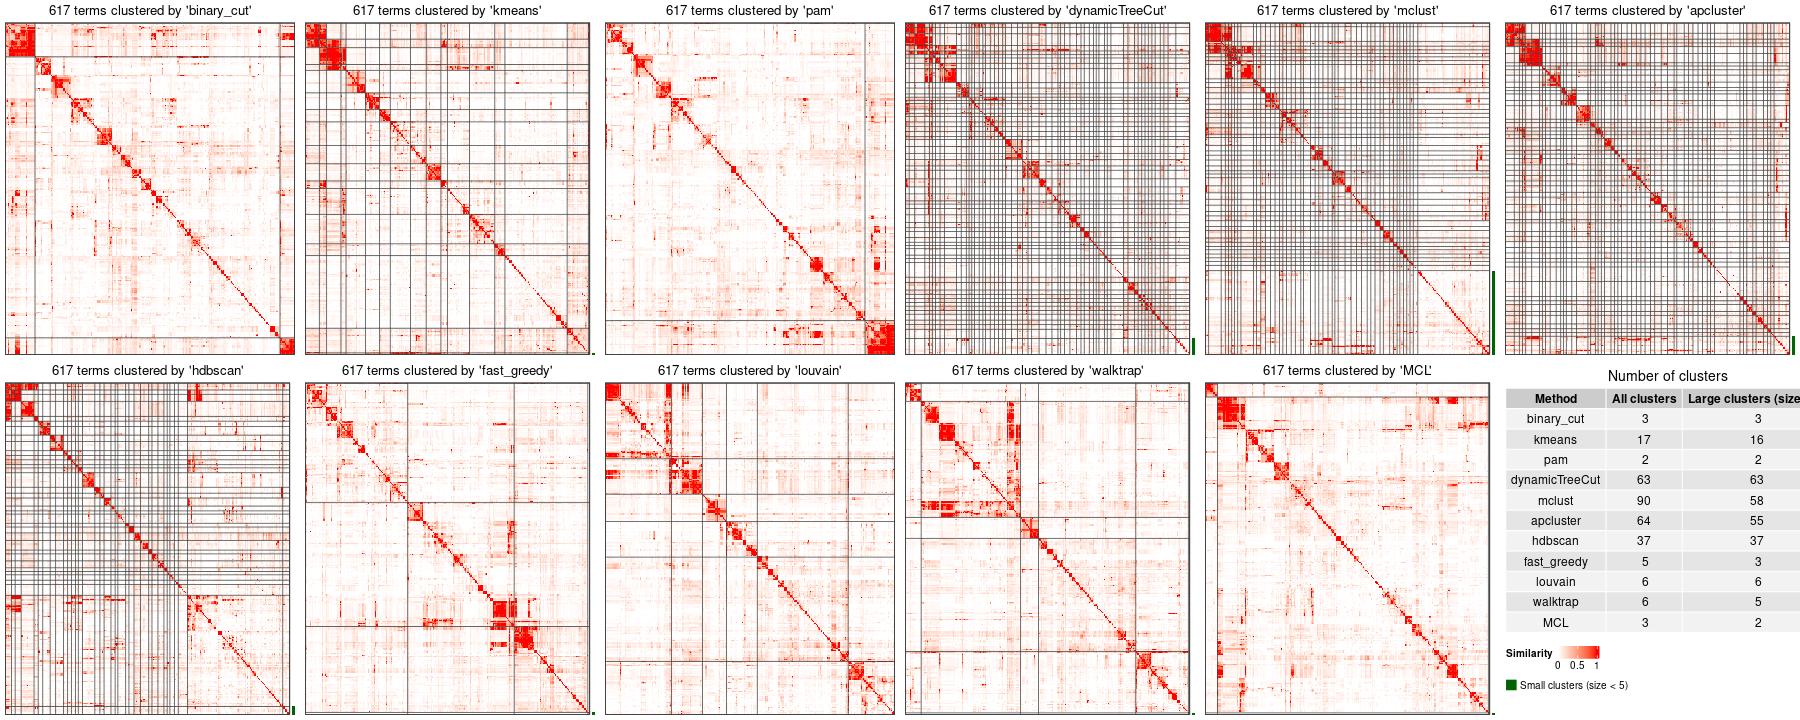 617 terms clustered by 'binary_cut'
617 terms clustered by 'kmeans'
617 terms clustered by 'pam'
617 terms clustered by 'dynamicTreeCut'
617 terms clustered by 'mclust'
617 terms clustered by 'apcluster'
617 terms clustered by 'hdbscan'
617 terms clustered by 'fast_greedy'
617 terms clustered by 'louvain'
617 terms clustered by 'walktrap'
617 terms clustered by 'MCL'
Number of clusters
Method All clusters Large clusters (size
binary_cut 3 3
kmeans 17 16
pam 2 2
dynamicTreeCut 63 63
mclust 90 58
apcluster 64 55
hdbscan 37 37
fast_greedy 5 3
louvain 6 6
walktrap 6 5
MCL 3 2
Similarity
0 0.5 1
Small clusters (size < 5)